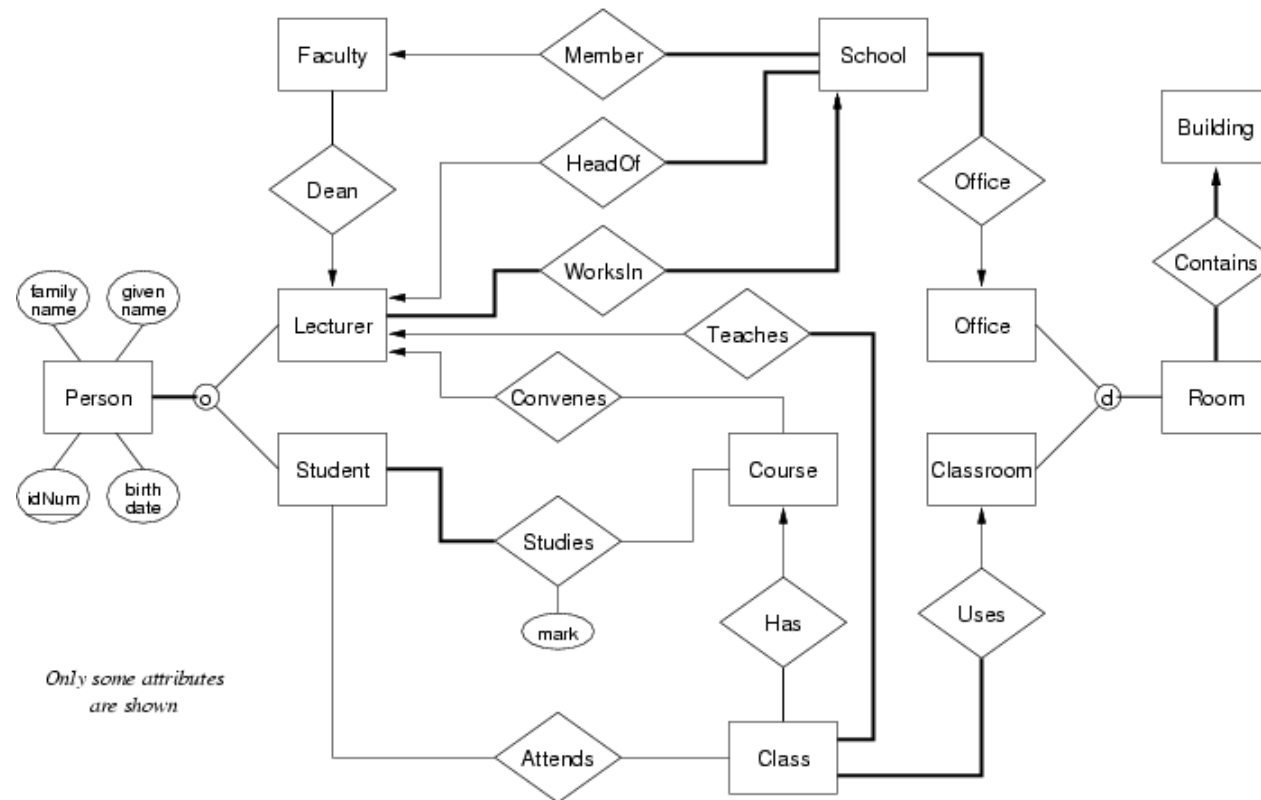 Faculty
Member
School
Building
HeadOf
Dean
Office
WorksIn
Contains
family
name
given
name
Lecturer
Teaches
Office
Person
o
Convenes
d
Room
Student
Course
Classroom
idNum
birth
date
Studies
mark
Has
Uses
Only some attributes
are shown
Attends
Class